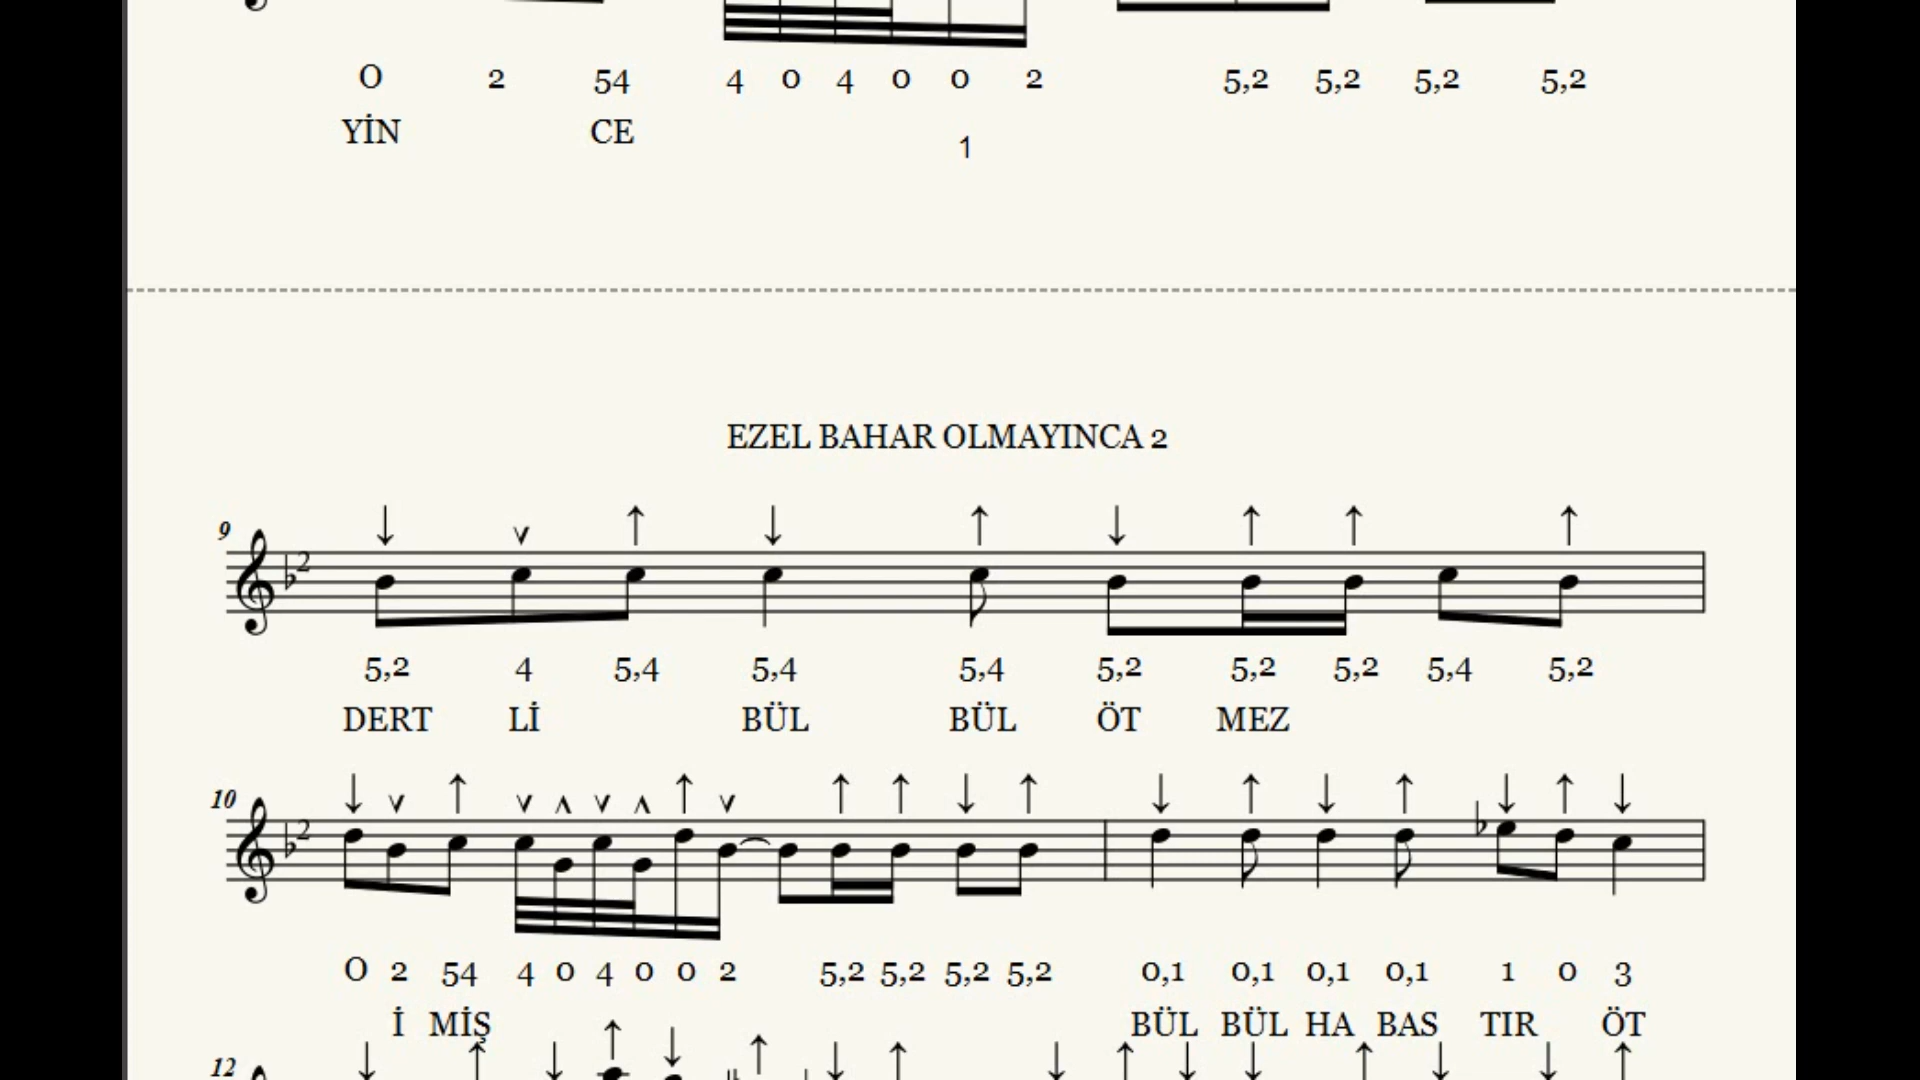 O 2 54 4 0 4 0 0 2 5,2 5,2 5,2 5,2
YİN CE
1
EZEL BAHAR OLMAYINCA 2
9
2
5,2 4 5,4 5,4 5,4 5,2 5,2 5,2 5,4 5,2
DERT Lİ BÜL BÜL ÖT MEZ
10
2
O 2 54 4 0 4 0 0 2 5,2 5,2 5,2 5,2 0,1 0,1 0,1 0,1 1 0 3
İ MİŞ BÜL BÜL HA BAS TIR ÖT
12